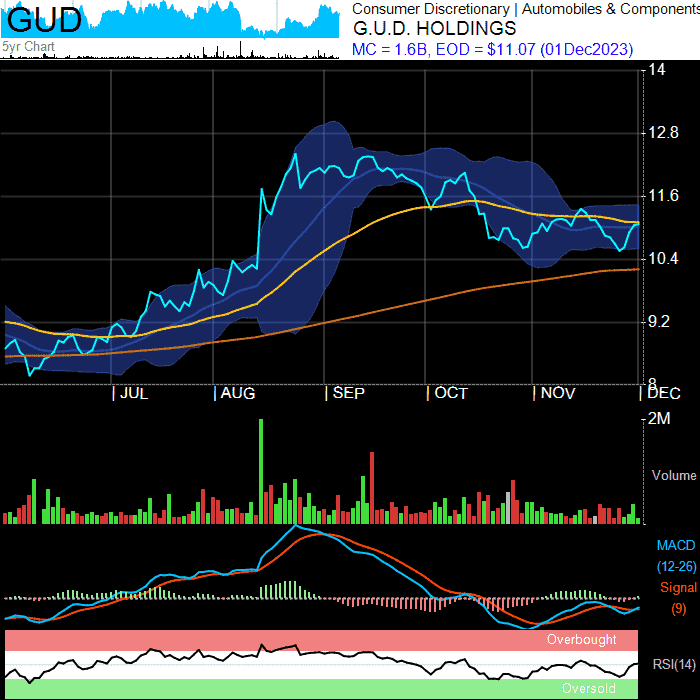 GUD
5yr Chart
Consumer Discretionary | Automobiles & Components
G.U.D. HOLDINGS
MC = 1.6B, EOD = $11.07 (01Dec2023)
14
12.8
11.6
10.4
9.2
8
| JUL | AUG | SEP | OCT | NOV | DEC
2M
Volume
MACD
(12-26)
Signal
(9)
Overbought
RSI(14)
Oversold